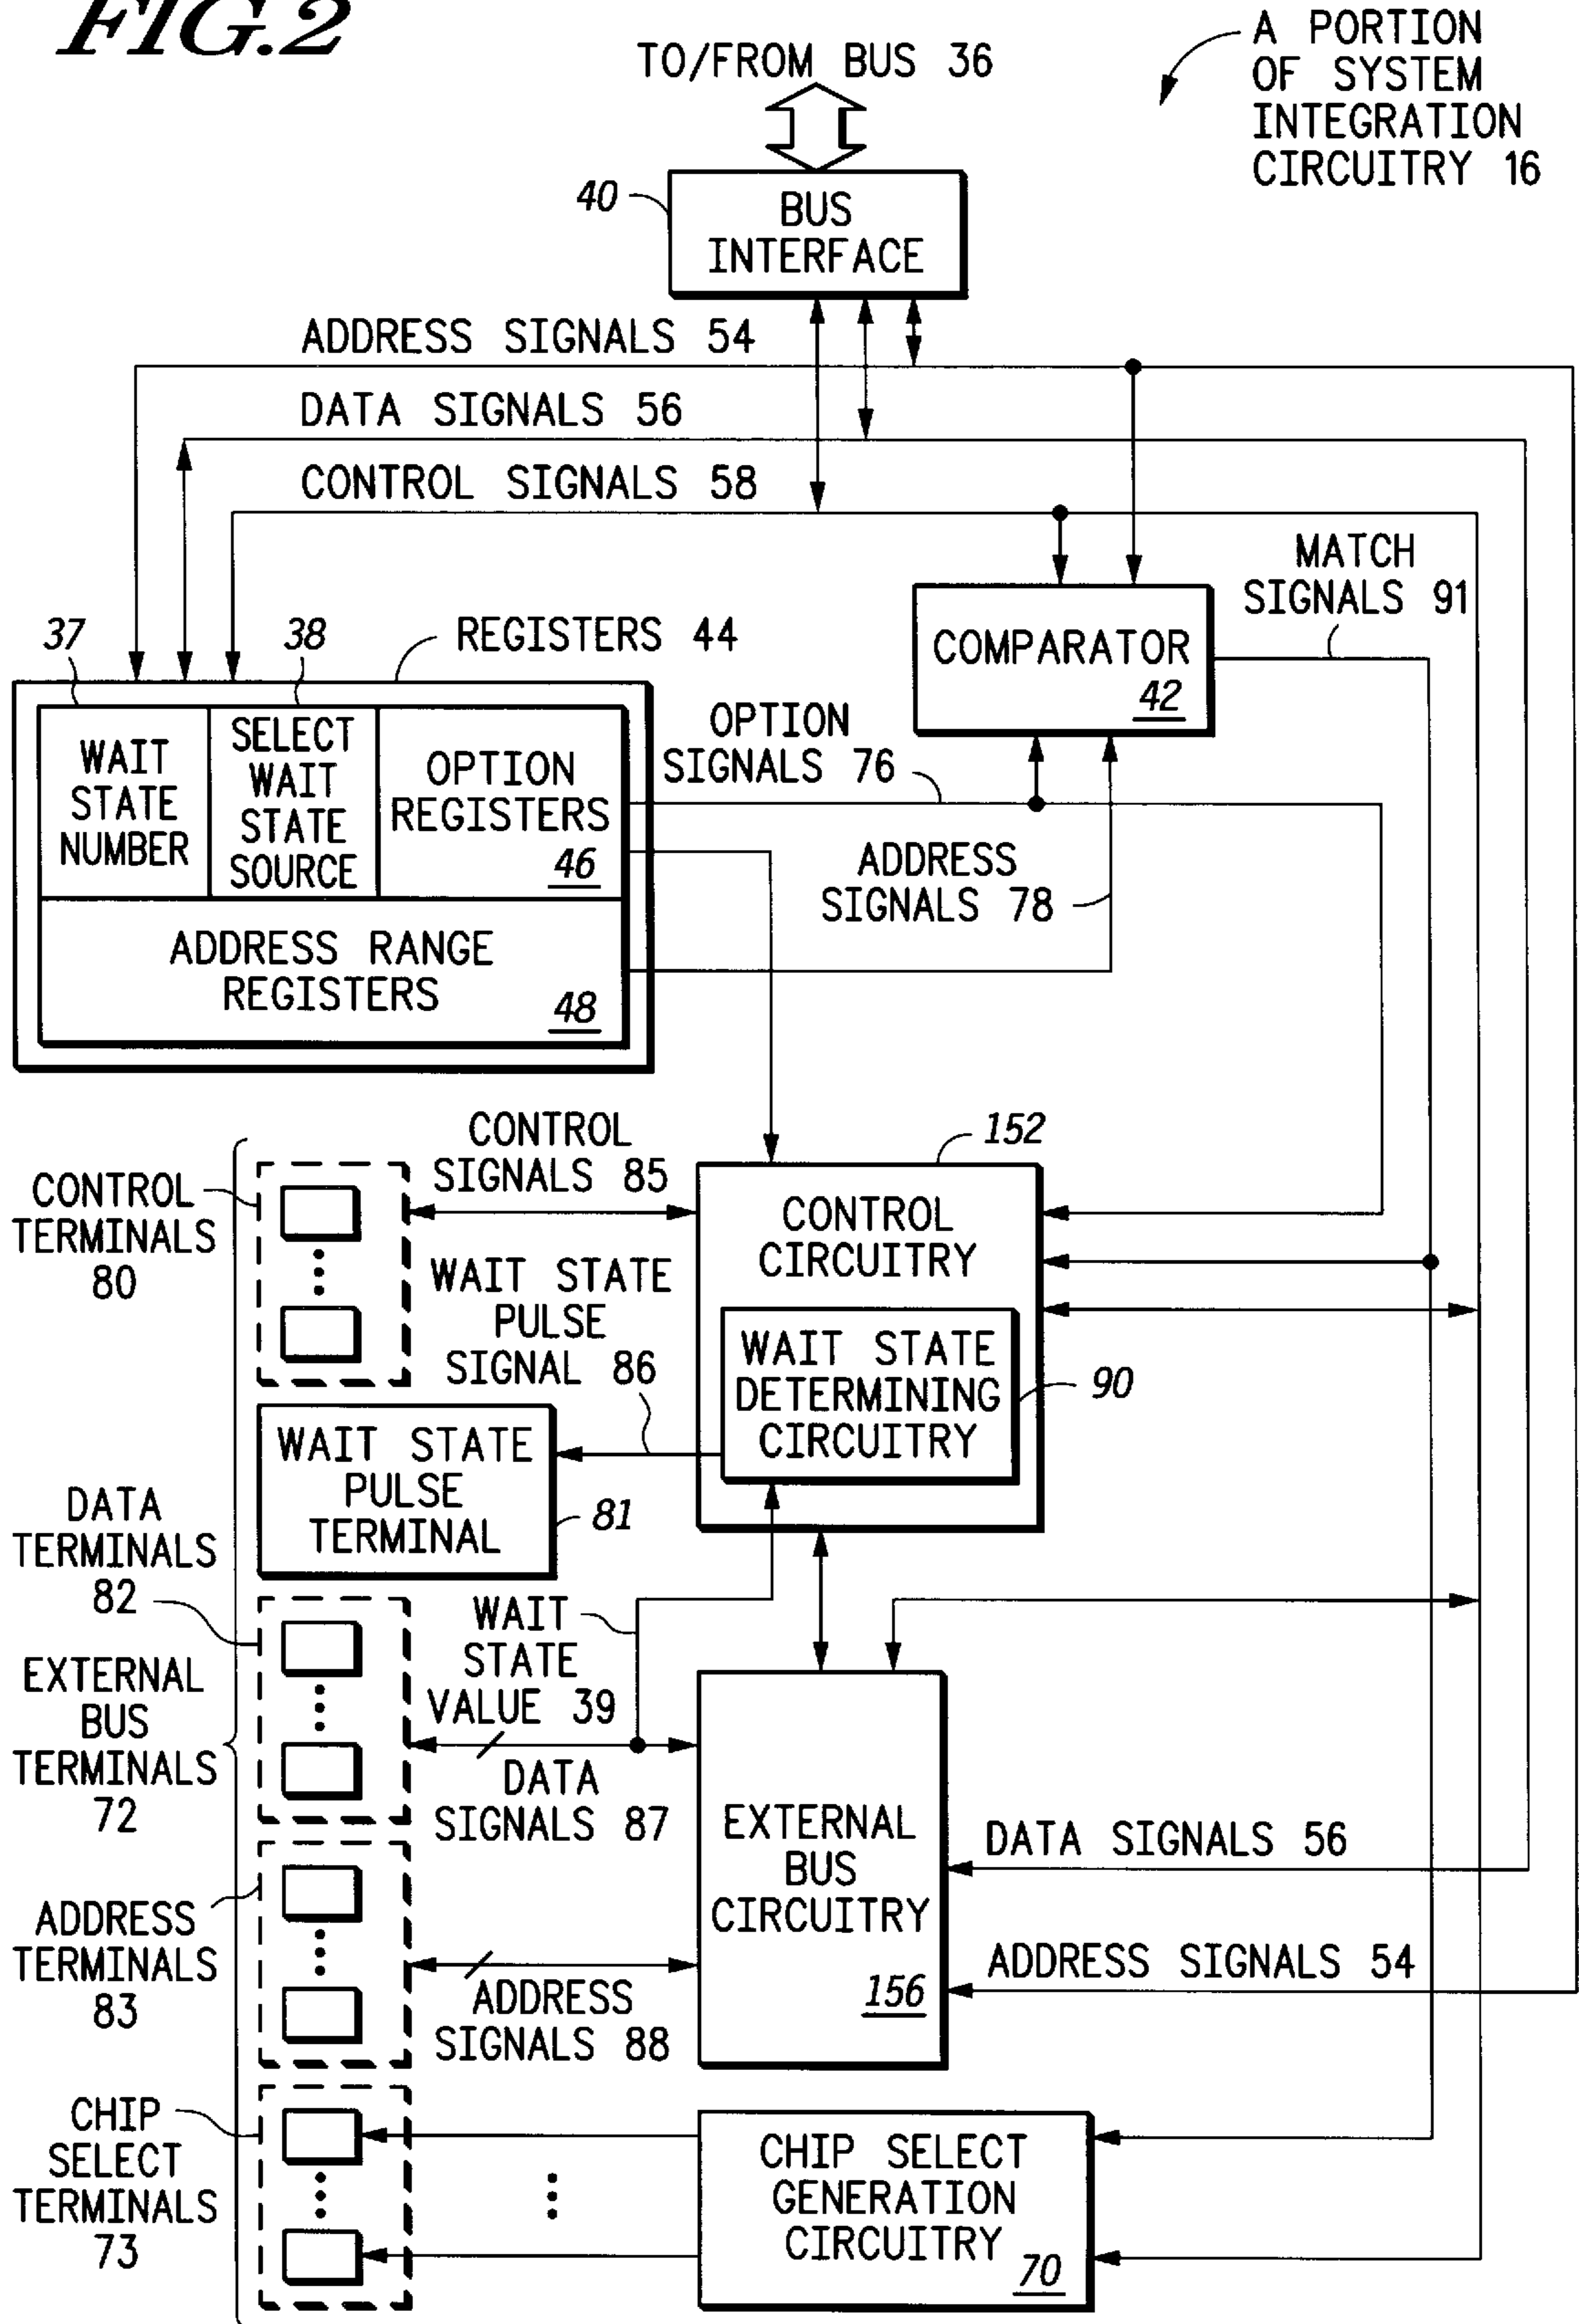 FIG.2
TO/FROM BUS 36
A PORTION
OF SYSTEM
INTEGRATION
CIRCUITRY 16
40
BUS
INTERFACE
ADDRESS SIGNALS 54
DATA SIGNALS 56
CONTROL SIGNALS 58
MATCH
SIGNALS 91
37
38
REGISTERS 44
COMPARATOR
42
WAIT
STATE
NUMBER
SELECT
WAIT
STATE
SOURCE
OPTION
REGISTERS
46
OPTION
SIGNALS 76
ADDRESS
SIGNALS 78
ADDRESS RANGE
REGISTERS
48
CONTROL
SIGNALS 85
152
CONTROL
TERMINALS
80
CONTROL
CIRCUITRY
WAIT STATE
PULSE
SIGNAL 86
WAIT STATE
DETERMINING
CIRCUITRY
90
WAIT STATE
PULSE
TERMINAL
81
DATA
TERMINALS
82
WAIT
STATE
VALUE 39
EXTERNAL
BUS
TERMINALS
72
DATA
SIGNALS 87
EXTERNAL
BUS
CIRCUITRY
156
DATA SIGNALS 56
ADDRESS
TERMINALS
83
ADDRESS SIGNALS 54
ADDRESS
SIGNALS 88
CHIP
SELECT
TERMINALS
73
CHIP SELECT
GENERATION
CIRCUITRY
70